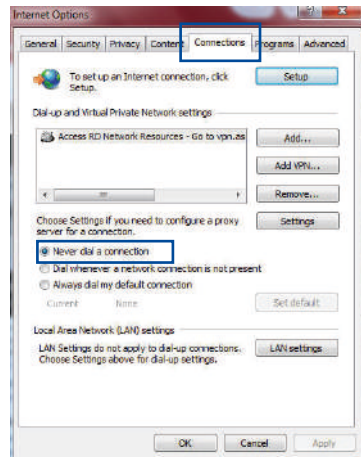 Internet Options
General Security Privacy Content Connections Programs Advanced
To set up an Internet connection, click Setup.
Setup
Dial-up and Virtual Private Network settings
Access RD Network Resources - Go to vpn.as
Add...
Add VPN...
Remove...
Choose Settings if you need to configure a proxy
server for a connection.
Settings
Never dial a connection
Dial whenever a network connection is not present
Always dial my default connection
Current None
Set default
Local Area Network (LAN) settings
LAN Settings do not apply to dial-up connections.
Choose Settings above for dial-up settings.
LAN settings
OK Cancel Apply